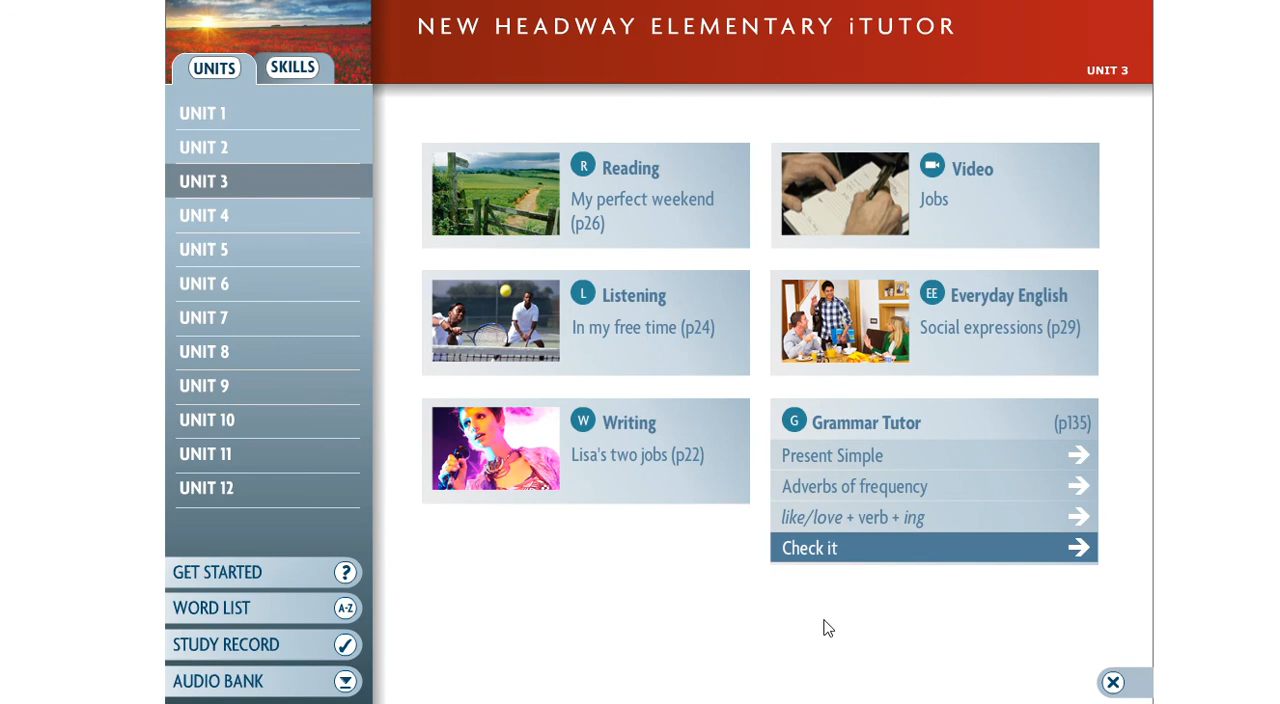 NEW HEADWAY ELEMENTARY iTUTOR
UNIT 3
UNITS
SKILLS
UNIT 1
UNIT 2
UNIT 3
UNIT 4
UNIT 5
UNIT 6
UNIT 7
UNIT 8
UNIT 9
UNIT 10
UNIT 11
UNIT 12
GET STARTED ?
WORD LIST A-Z
STUDY RECORD
AUDIO BANK
R Reading
My perfect weekend
(p26)
Video
Jobs
L Listening
In my free time (p24)
EE Everyday English
Social expressions (p29)
W Writing
Lisa's two jobs (p22)
G Grammar Tutor (p135)
Present Simple
Adverbs of frequency
like/love + verb + ing
Check it